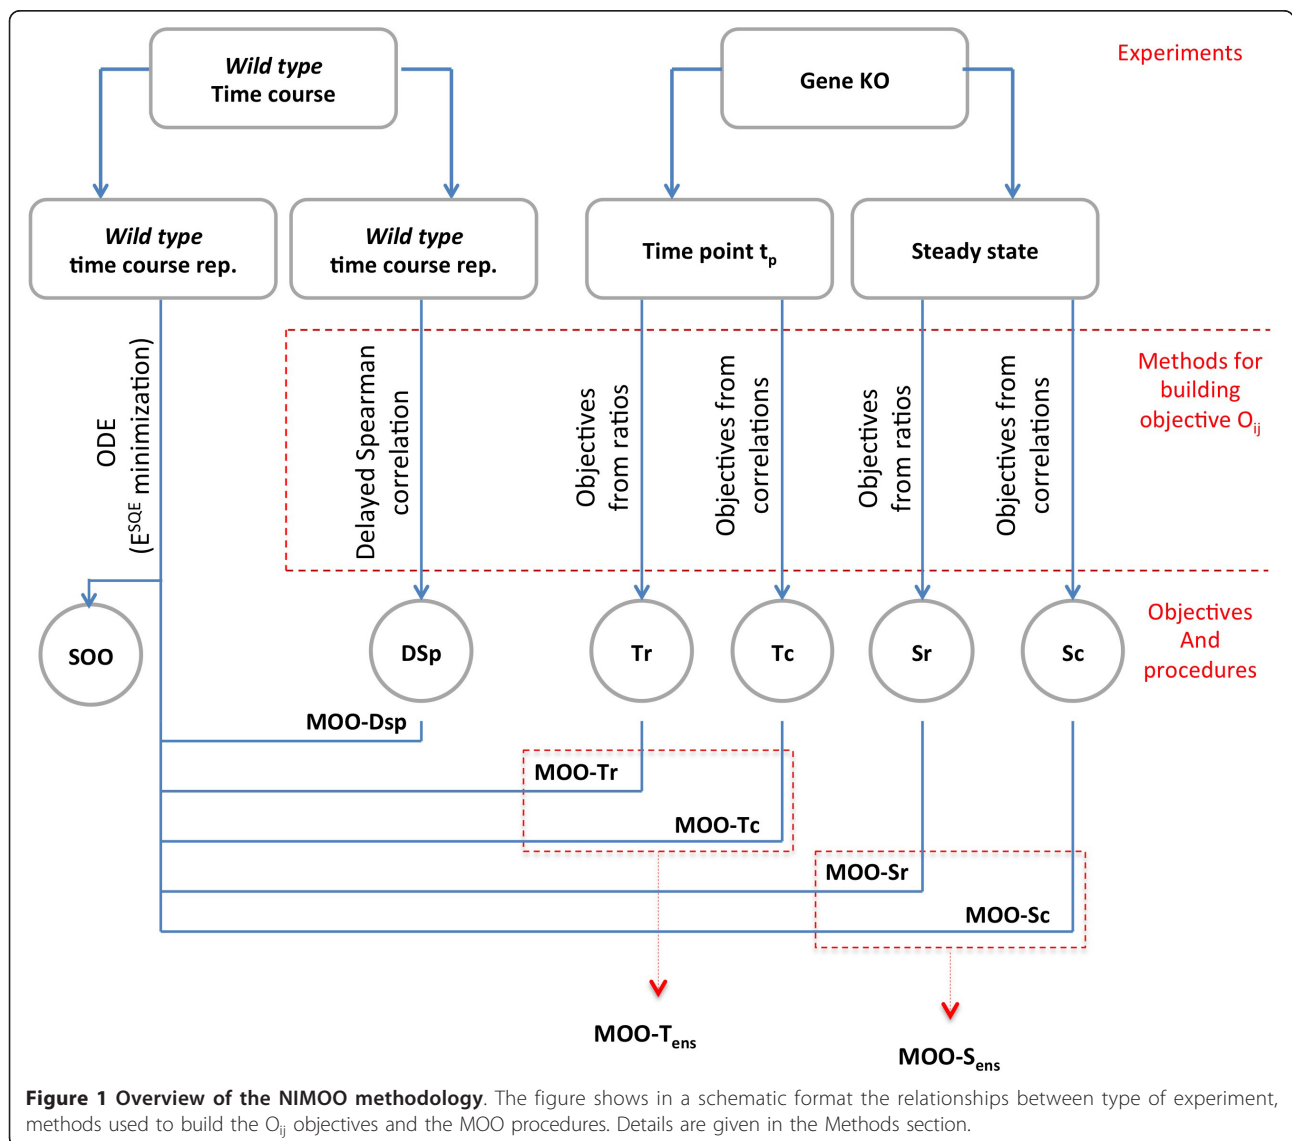 Experiments
Wild type
Time course
Gene KO
Wild type
time course rep.
Wild type
time course rep.
Time point tp
Steady state
ODE
(E^SQE minimization)
Delayed Spearman
correlation
Objectives
from ratios
Objectives from
correlations
Objectives
from ratios
Objectives from
correlations
Methods for
building
objective Oij
SOO
DSp
Tr
Tc
Sr
Sc
Objectives
And
procedures
MOO-Dsp
MOO-Tr
MOO-Tc
MOO-Sr
MOO-Sc
MOO-Tens
MOO-Sens
Figure 1 Overview of the NIMOO methodology. The figure shows in a schematic format the relationships between type of experiment,
methods used to build the Oij objectives and the MOO procedures. Details are given in the Methods section.